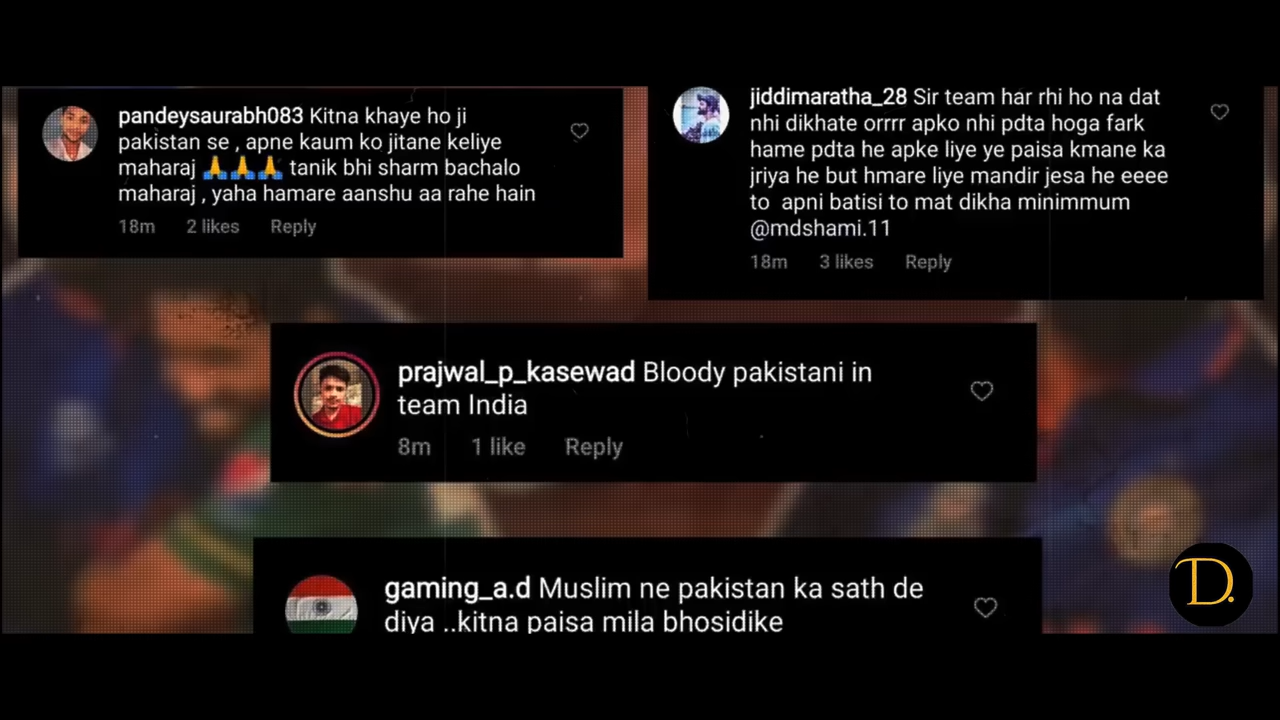 pandeysaurabh083 Kitna khaye ho ji
pakistan se , apne kaum ko jitane keliye
maharaj 🙏🙏🙏 tanik bhi sharm bachalo
maharaj , yaha hamare aanshu aa rahe hain
18m 2 likes Reply
jiddimaratha_28 Sir team har rhi ho na dat
nhi dikhate orrrr apko nhi pdta hoga fark
hame pdta he apke liye ye paisa kmane ka
jriya he but hmare liye mandir jesa he eeee
to apni batisi to mat dikha minimmum
@mdshami.11
18m 3 likes Reply
prajwal_p_kasewad Bloody pakistani in
team India
8m 1 like Reply
gaming_a.d Muslim ne pakistan ka sath de
diya ..kitna paisa mila bhosidike
D.